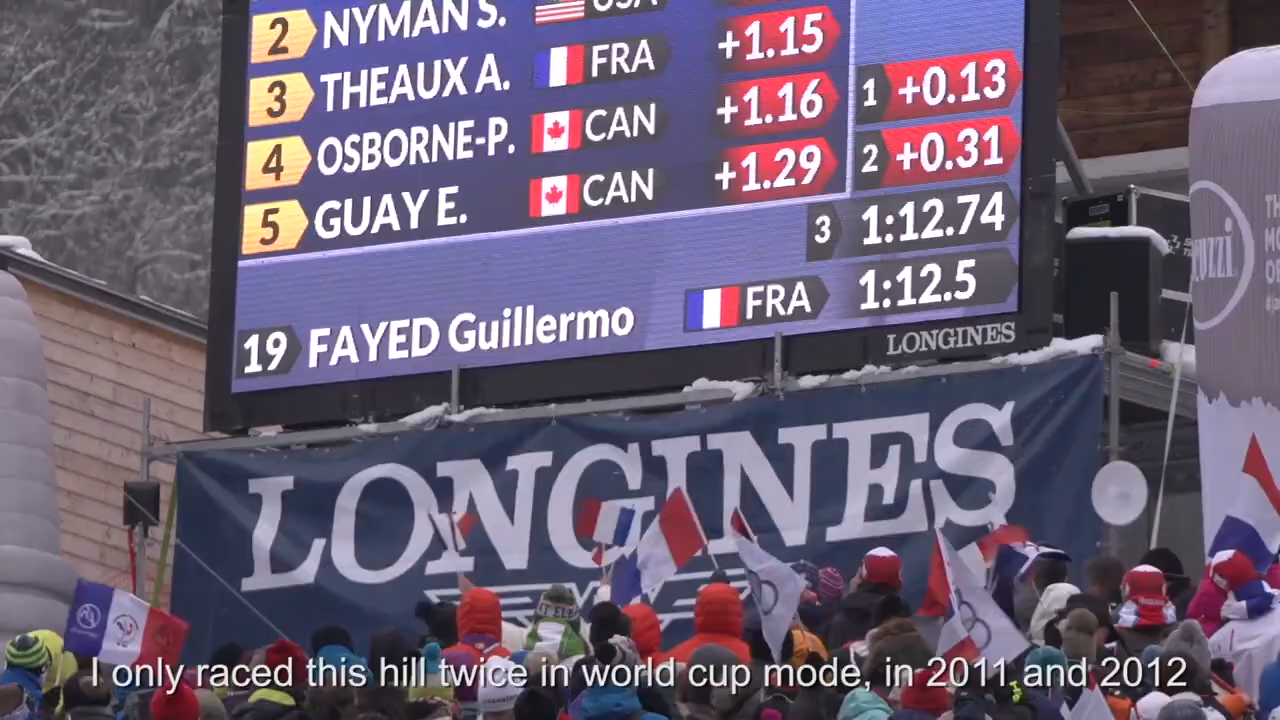 2 NYMAN S. USA
3 THEAUX A. FRA +1.15
4 OSBORNE-P. CAN +1.16 1 +0.13
5 GUAY E. CAN +1.29 2 +0.31
3 1:12.74
19 FAYED Guillermo FRA 1:12.5
LONGINES
LONGINES
I only raced this hill twice in world cup mode, in 2011 and 2012